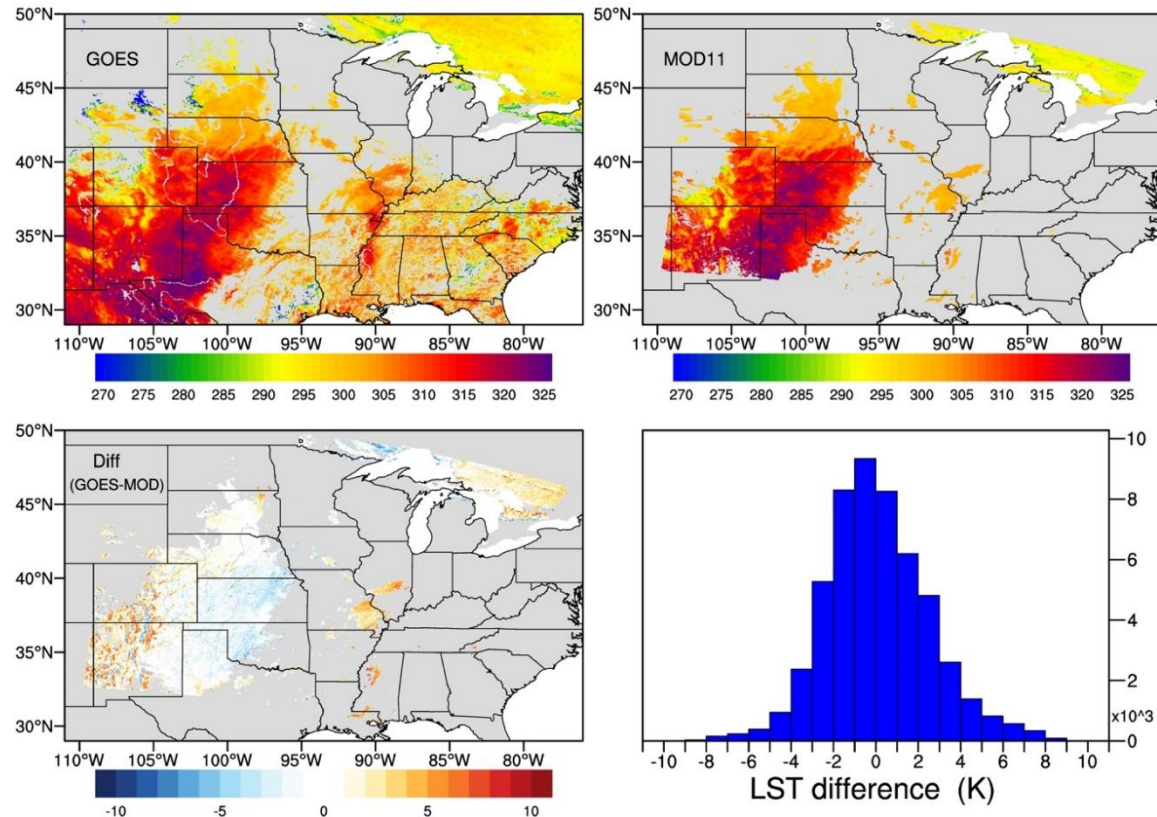 50°N
GOES
45°N
40°N
35°N
30°N
110°W 105°W 100°W 95°W 90°W 85°W 80°W
270 275 280 285 290 295 300 305 310 315 320 325
50°N
MOD11
45°N
40°N
35°N
30°N
110°W 105°W 100°W 95°W 90°W 85°W 80°W
270 275 280 285 290 295 300 305 310 315 320 325
50°N
Diff
(GOES-MOD)
45°N
40°N
35°N
30°N
110°W 105°W 100°W 95°W 90°W 85°W 80°W
-10 -5 0 5 10
10
8
6
4
2
x10^3
0
-10 -8 -6 -4 -2 0 2 4 6 8 10
LST difference (K)